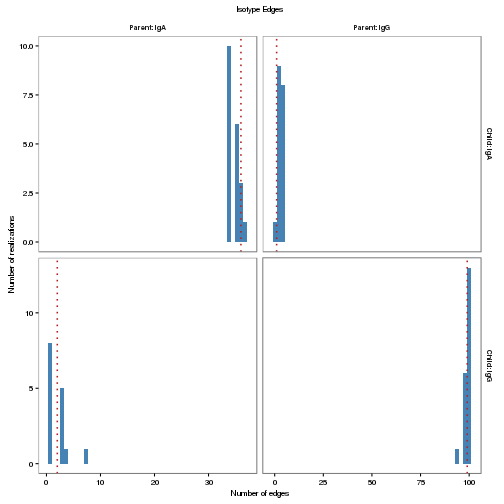 Isotype Edges
Parent:IgA
Parent:IgG
10.0
7.5
5.0
2.5
0.0
Child:IgA
Number of realizations
10
5
0
Child:IgG
0
10
20
30
0
25
50
75
100
Number of edges